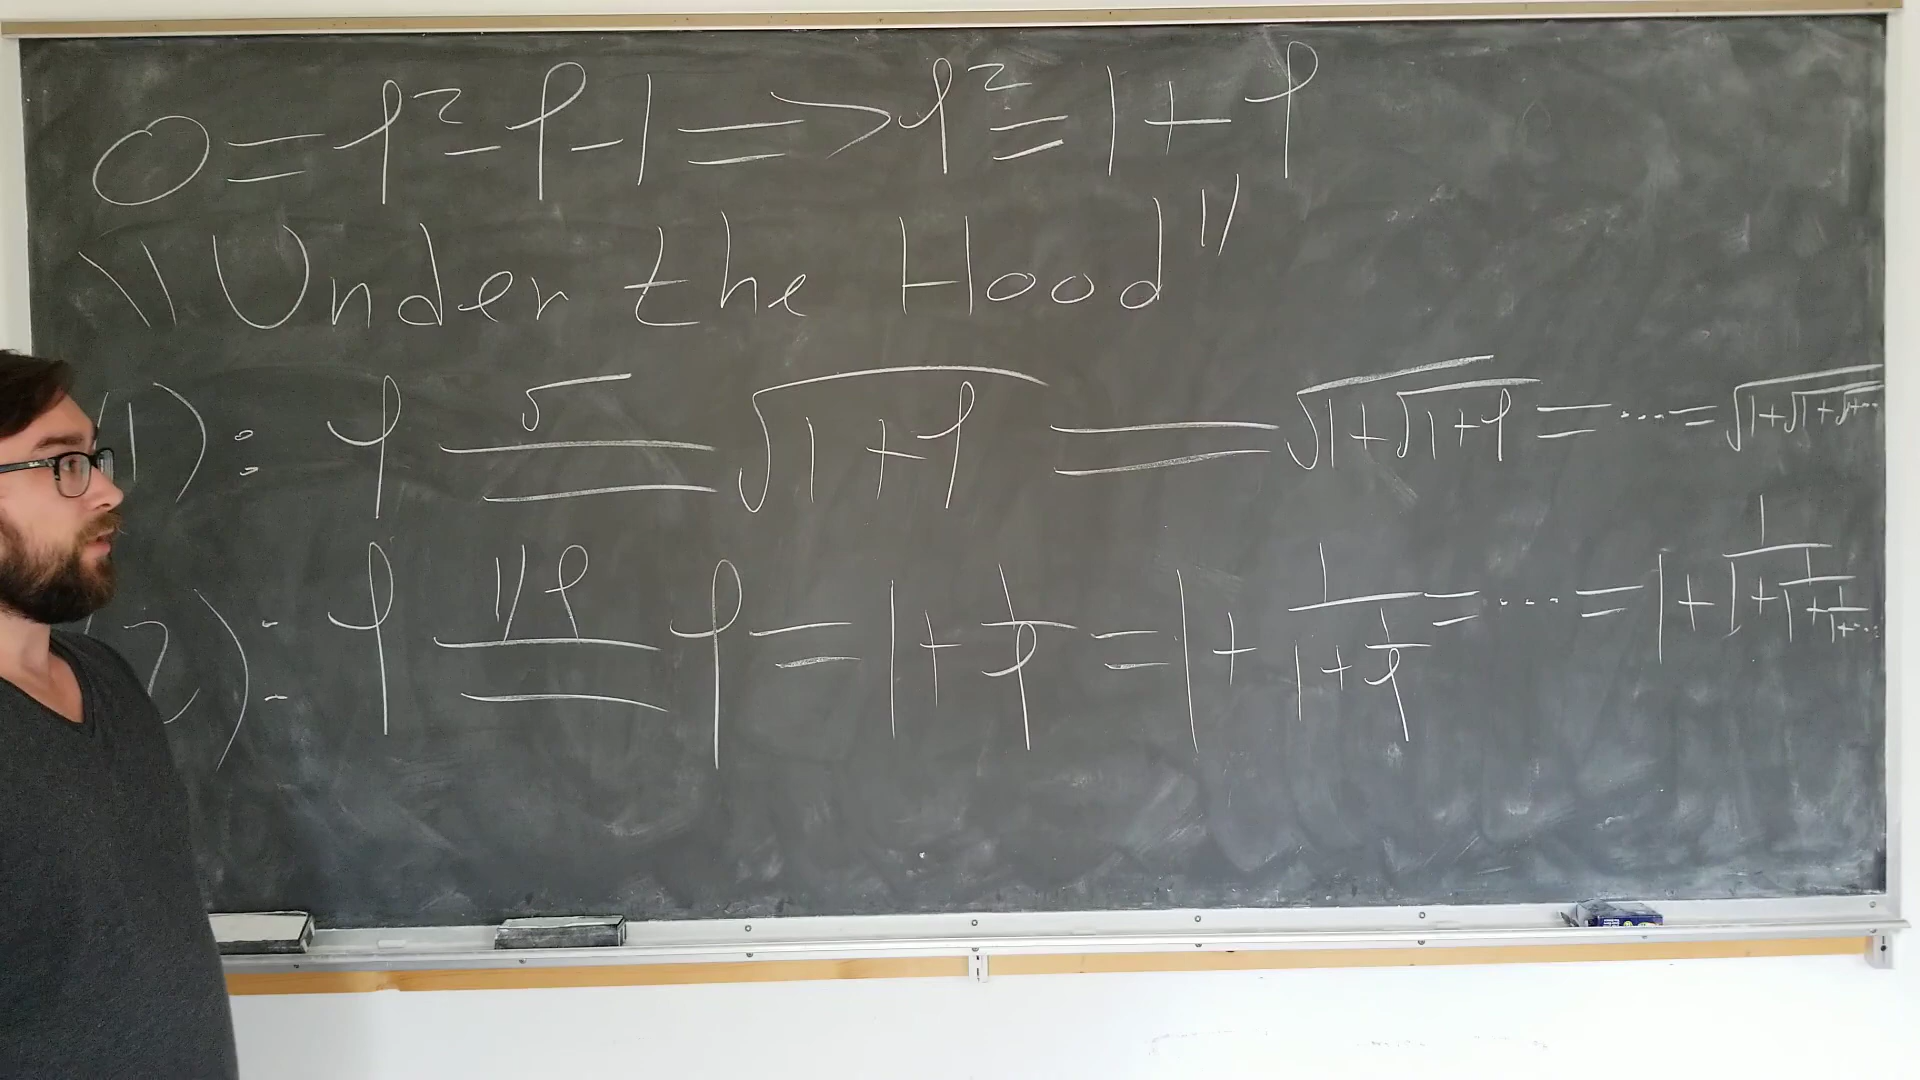 0 = φ² - φ - 1 => φ² = 1 + φ
"Under the Hood"
(1): φ =^√ √(1+φ) = √(1+√(1+φ)) = ... = √(1+√(1+√(1+...
(2): φ =^{1/φ} φ = 1 + 1/φ = 1 + 1/(1 + 1/φ) = ... = 1 + 1/(1 + 1/(1 + 1/(1+...